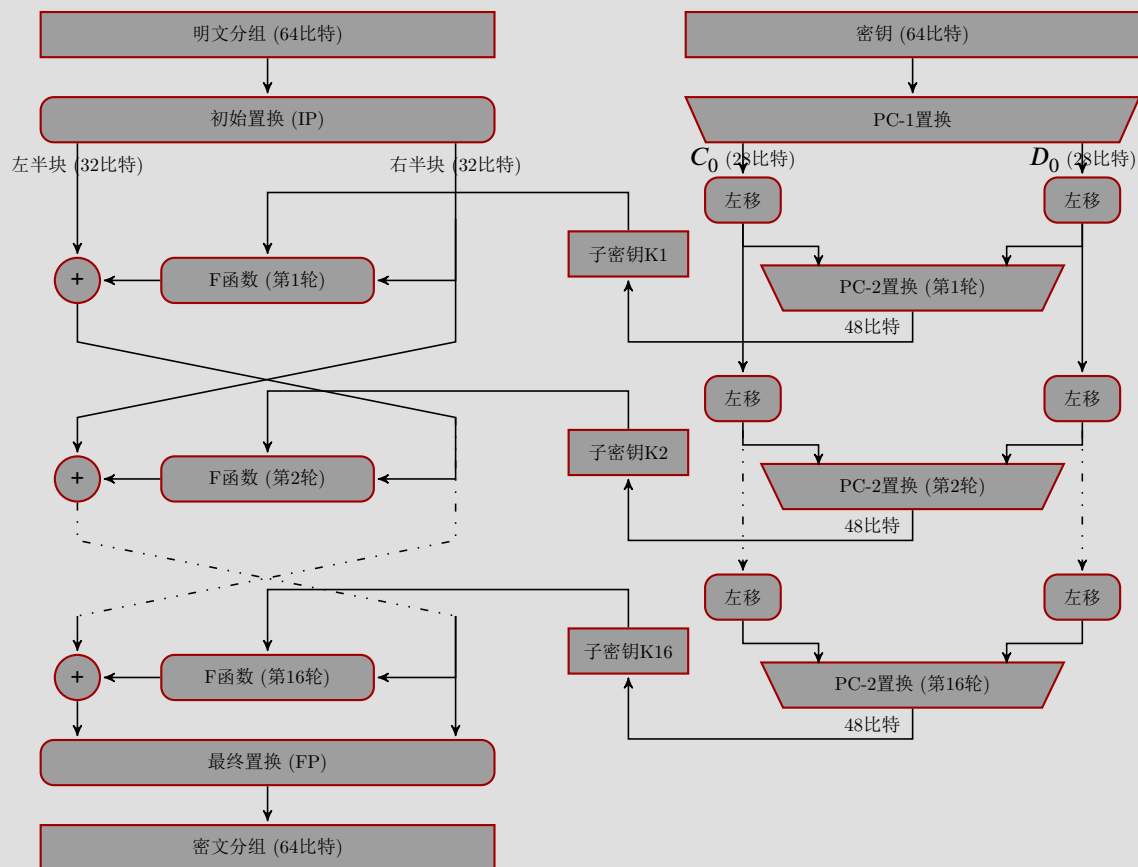 明文分组 (64比特)
密钥 (64比特)
初始置换 (IP)
PC-1置换
左半块 (32比特)
右半块 (32比特)
C₀ (28比特)
D₀ (28比特)
左移
左移
子密钥K1
+
F函数 (第1轮)
PC-2置换 (第1轮)
48比特
左移
左移
子密钥K2
+
F函数 (第2轮)
PC-2置换 (第2轮)
48比特
左移
左移
子密钥K16
+
F函数 (第16轮)
PC-2置换 (第16轮)
48比特
最终置换 (FP)
密文分组 (64比特)